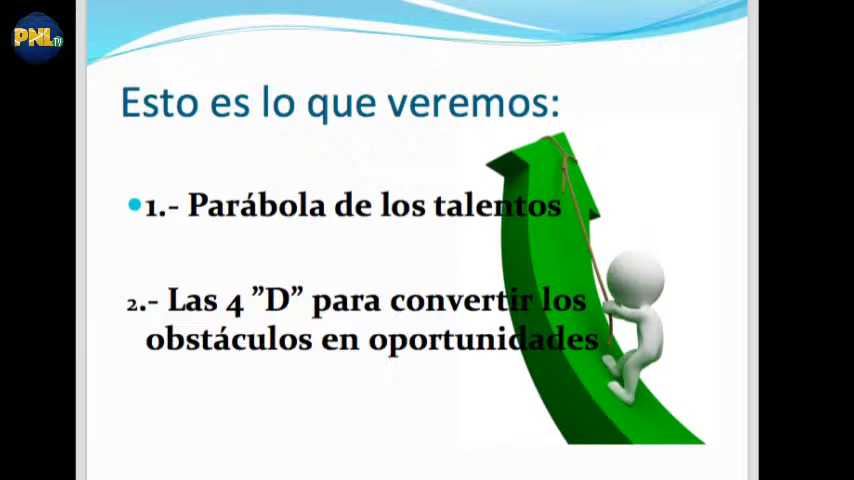 PNL TV
Esto es lo que veremos:
1.- Parábola de los talentos
2.- Las 4 ”D” para convertir los
obstáculos en oportunidades